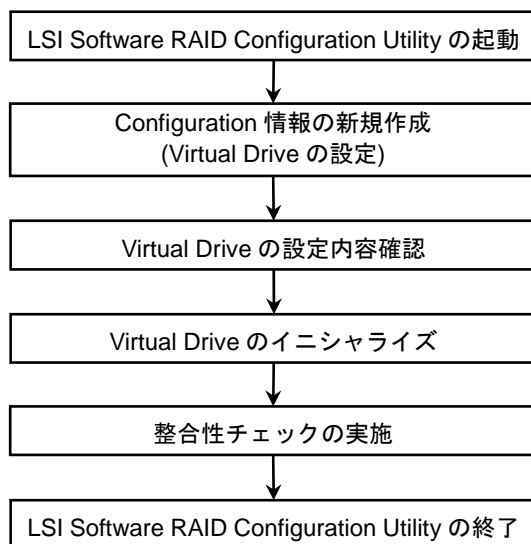 LSI Software RAID Configuration Utility の起動
Configuration 情報の新規作成
(Virtual Drive の設定)
Virtual Drive の設定内容確認
Virtual Drive のイニシャライズ
整合性チェックの実施
LSI Software RAID Configuration Utility の終了